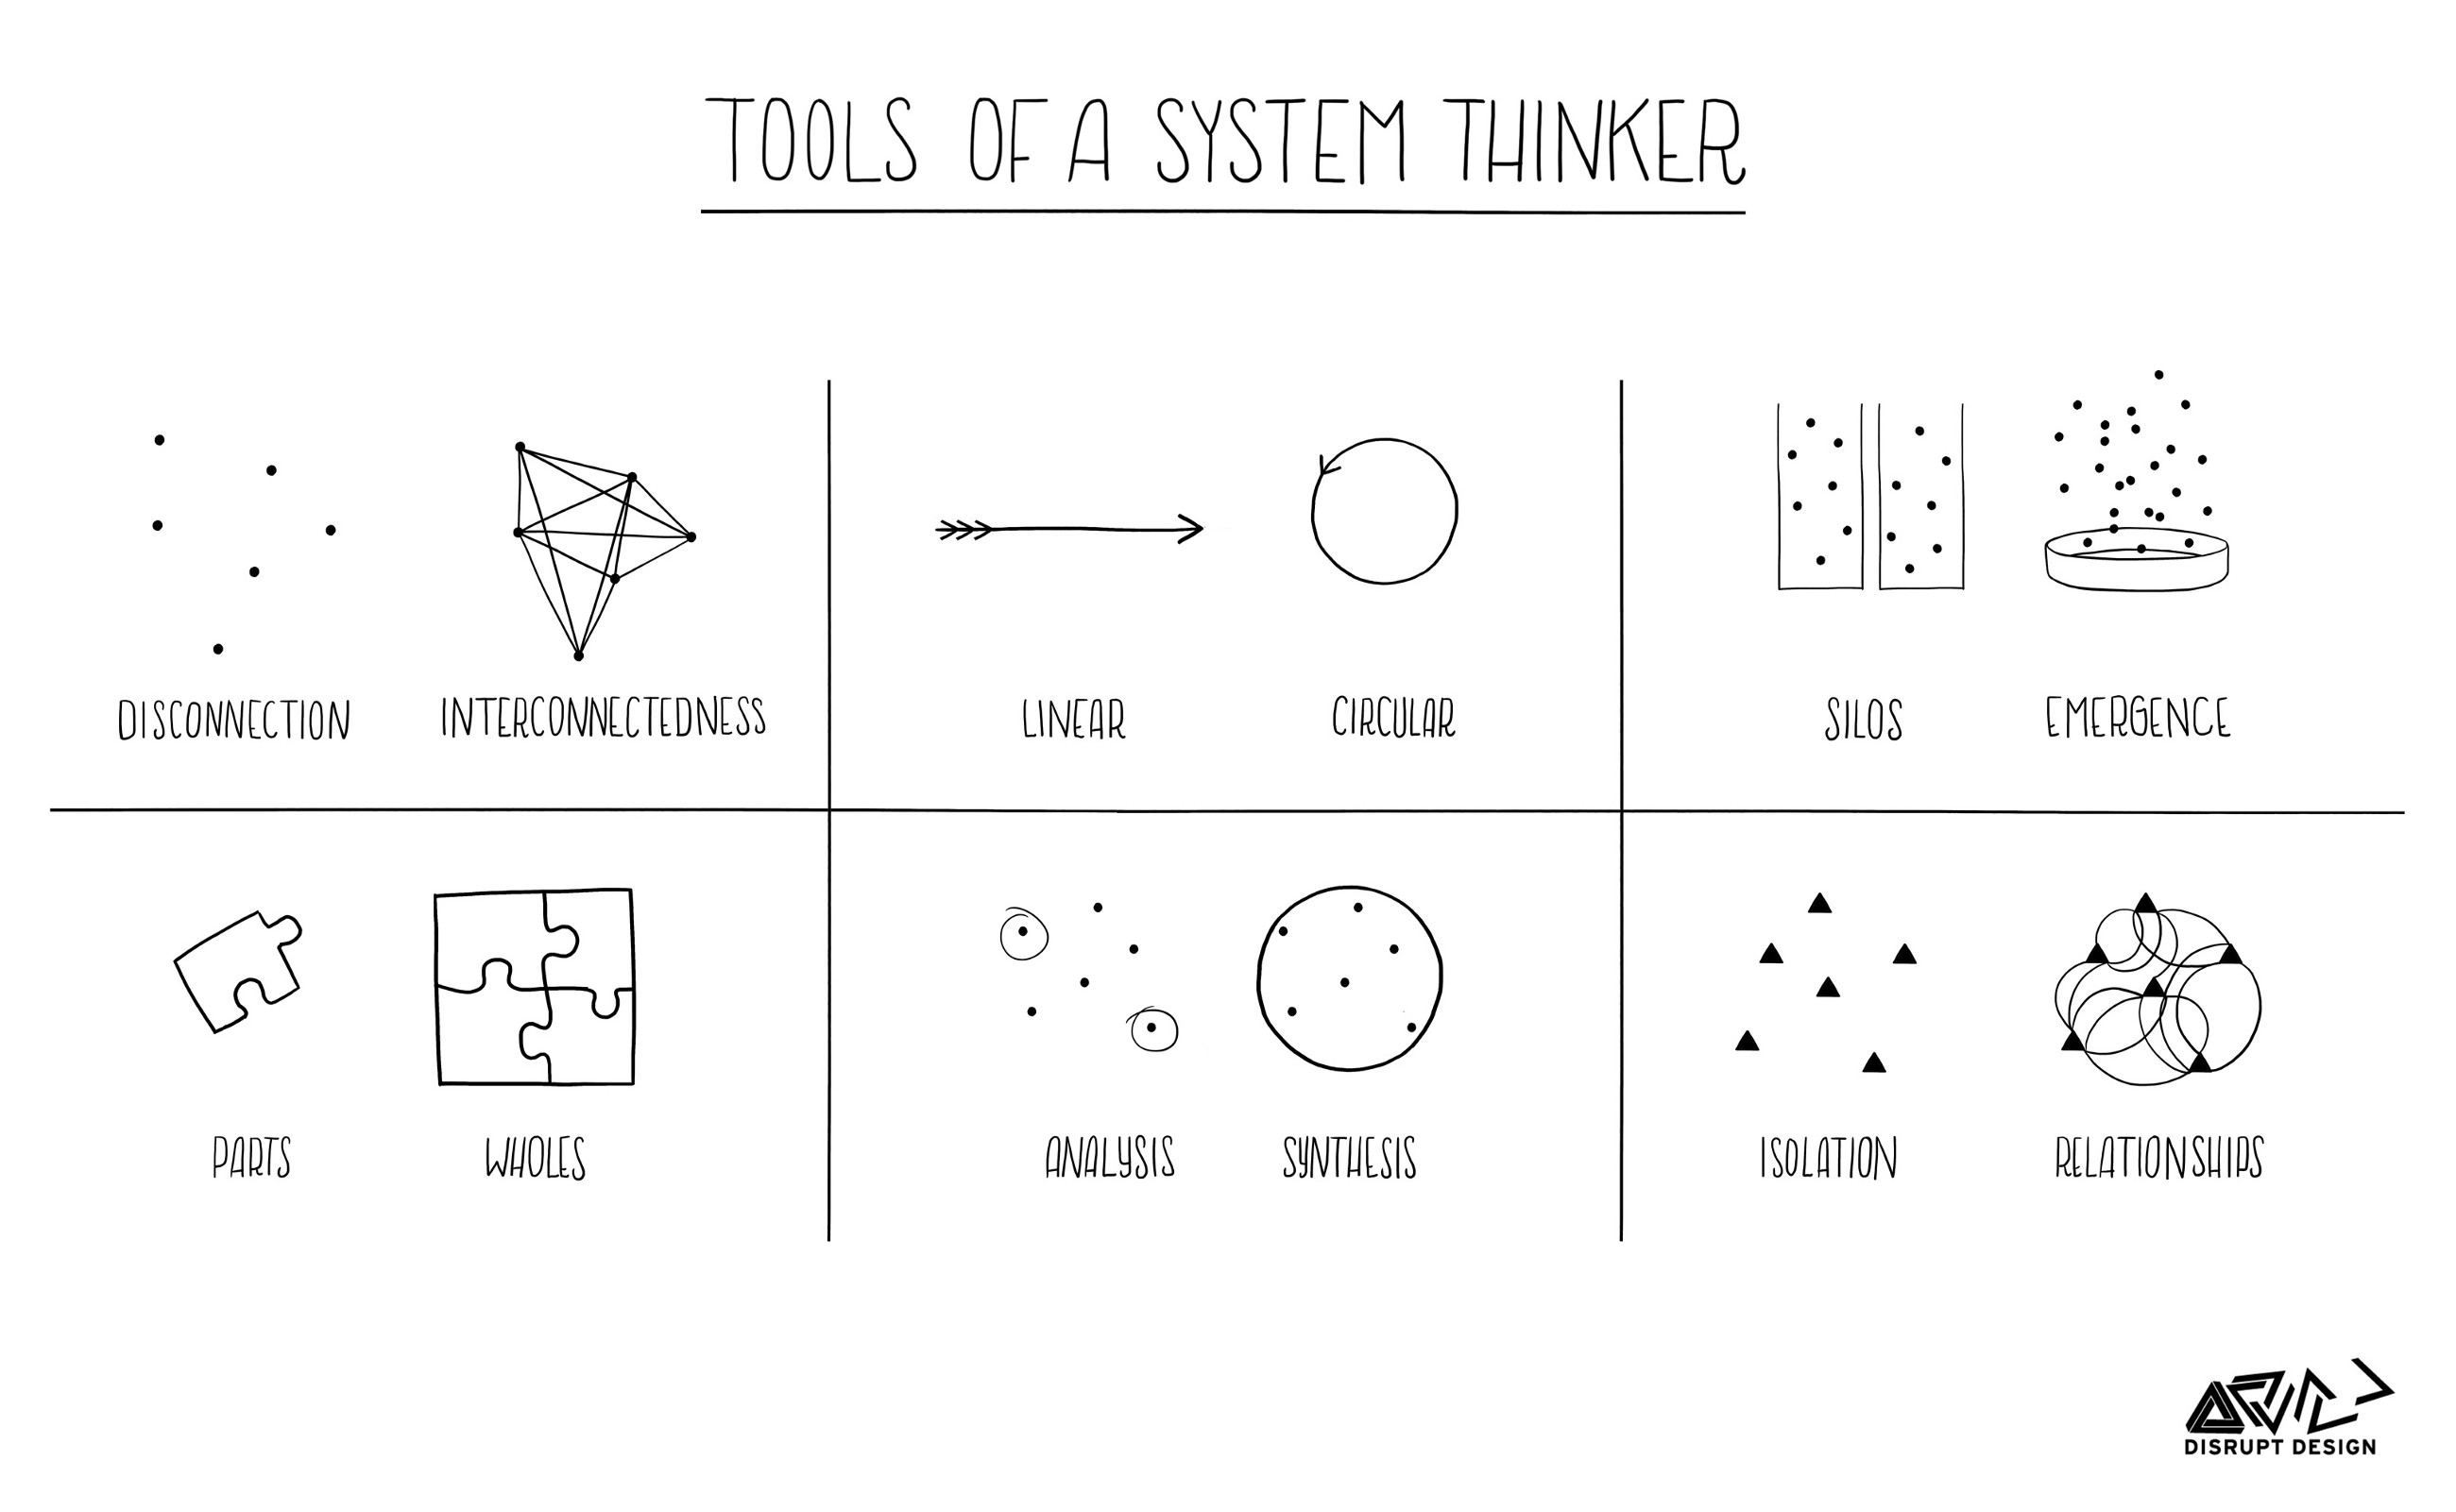 TOOLS OF A SYSTEM THINKER
DISCONNECTION
INTERCONNECTEDNESS
LINEAR
CIRCULAR
SILOS
EMERGENCE
PARTS
WHOLES
ANALYSIS
SYNTHESIS
ISOLATION
RELATIONSHIPS
DISRUPT DESIGN